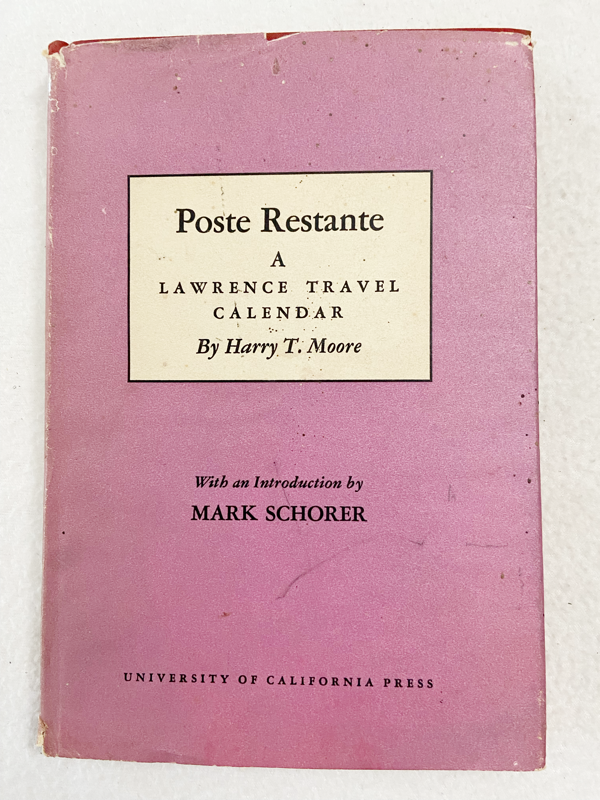 Poste Restante
A
LAWRENCE TRAVEL
CALENDAR
By Harry T. Moore
With an Introduction by
MARK SCHORER
UNIVERSITY OF CALIFORNIA PRESS